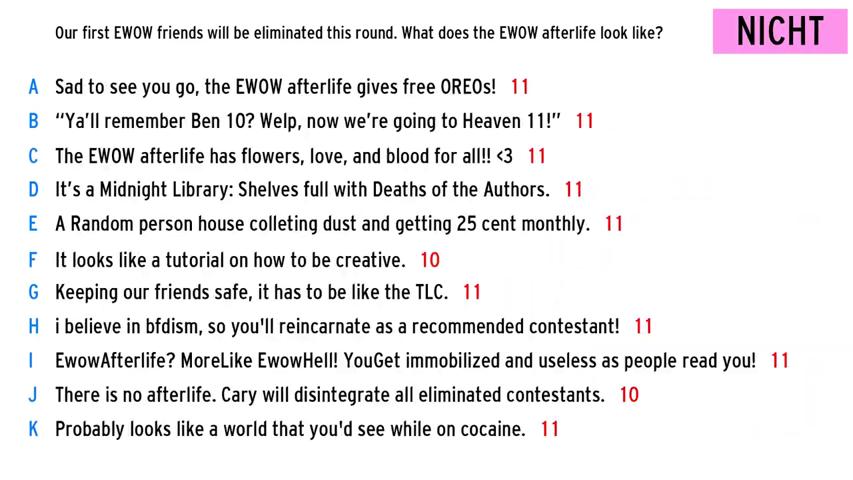 Our first EWOW friends will be eliminated this round. What does the EWOW afterlife look like?
NICHT
A Sad to see you go, the EWOW afterlife gives free OREOs! 11
B “Ya’ll remember Ben 10? Welp, now we’re going to Heaven 11!” 11
C The EWOW afterlife has flowers, love, and blood for all!! <3 11
D It’s a Midnight Library: Shelves full with Deaths of the Authors. 11
E A Random person house colleting dust and getting 25 cent monthly. 11
F It looks like a tutorial on how to be creative. 10
G Keeping our friends safe, it has to be like the TLC. 11
H i believe in bfdism, so you'll reincarnate as a recommended contestant! 11
I EwowAfterlife? MoreLike EwowHell! YouGet immobilized and useless as people read you! 11
J There is no afterlife. Cary will disintegrate all eliminated contestants. 10
K Probably looks like a world that you'd see while on cocaine. 11